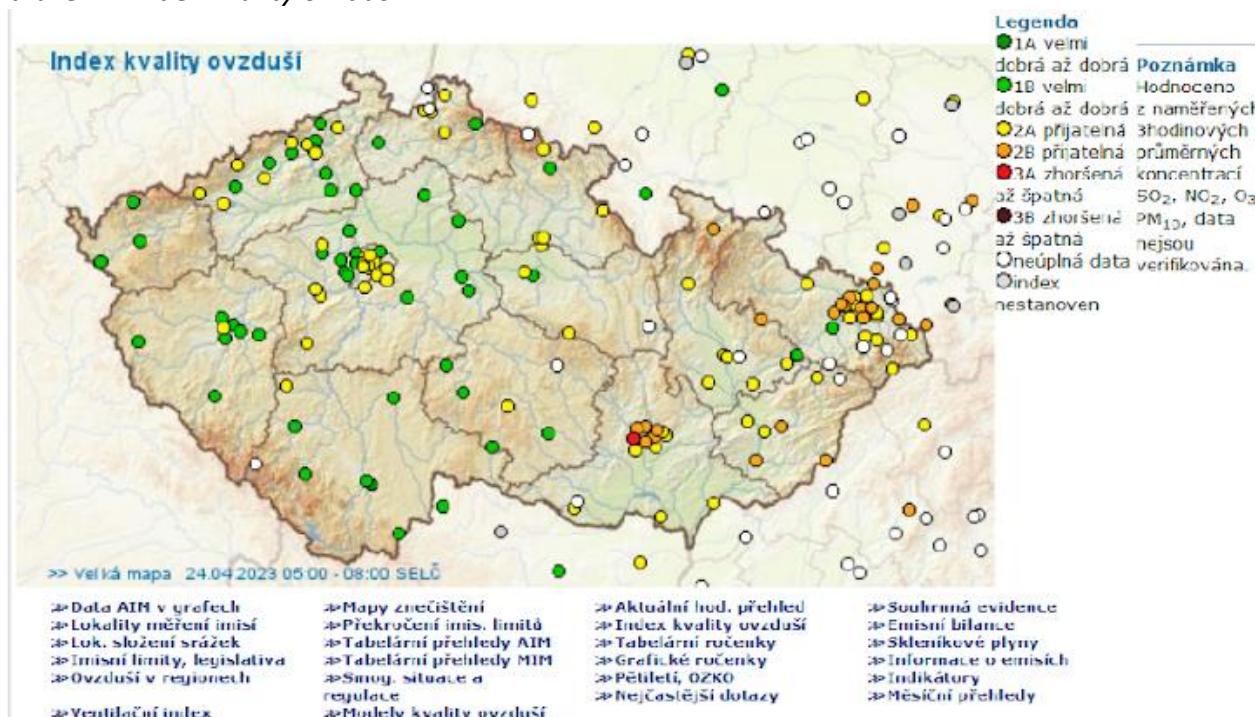 Index kvality ovzduší
>> Velká mapa 24.04 2023 05:00 - 08:00 SELČ
Legenda
1A velmi
dobrá až dobrá
1B velmi
dobrá až dobrá
2A přijatelná
2B přijatelná
3A zhoršená
až špatná
3B zhoršená
až špatná
neúplná data
index
nestanoven
Poznámka
Hodnoceno
z naměřených
3hodinových
průměrných
koncentrací
SO2, NO2, O3
PM10, data
nejsou
verifikována.
>>Data AIM v grafech
>>Lokality měření imisí
>>Lok. složení srážek
>>Imisní limity, legislativa
>>Ovzduší v regionech
>>Ventilační index
>>Mapy znečištění
>>Překročení imis. limitů
>>Tabelární přehledy AIM
>>Tabelární přehledy MIM
>>Smog. situace a
regulace
>>Modely kvality ovzduší
>>Aktuální hod. přehled
>>Index kvality ovzduší
>>Tabelární ročenky
>>Grafické ročenky
>>Pětiletí, OZKO
>>Nejčastější dotazy
>>Souhrnná evidence
>>Emisní bilance
>>Skleníkové plyny
>>Informace o emisích
>>Indikátory
>>Měsíční přehledy